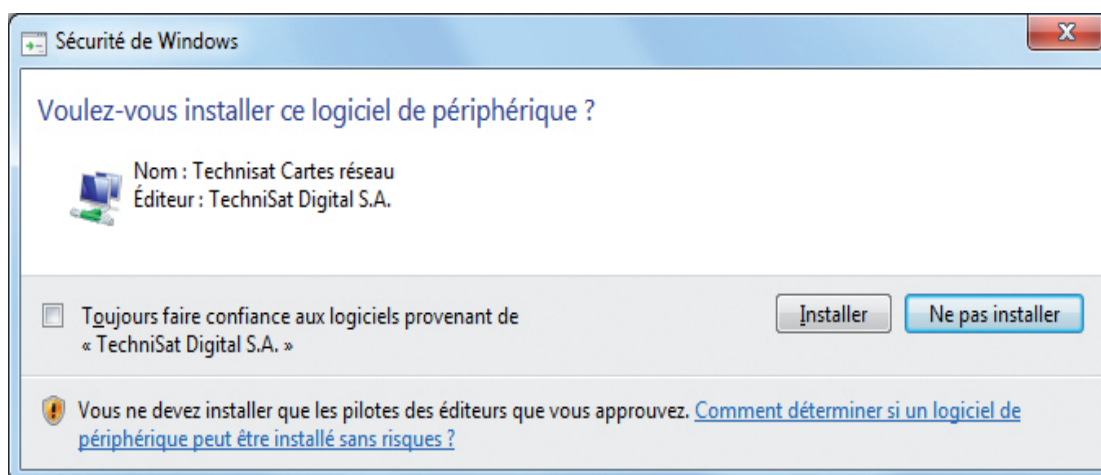 Sécurité de Windows
X
Voulez-vous installer ce logiciel de périphérique ?
Nom : Technisat Cartes réseau
Éditeur : TechniSat Digital S.A.
Toujours faire confiance aux logiciels provenant de
« TechniSat Digital S.A. »
Installer
Ne pas installer
Vous ne devez installer que les pilotes des éditeurs que vous approuvez. Comment déterminer si un logiciel de
périphérique peut être installé sans risques ?